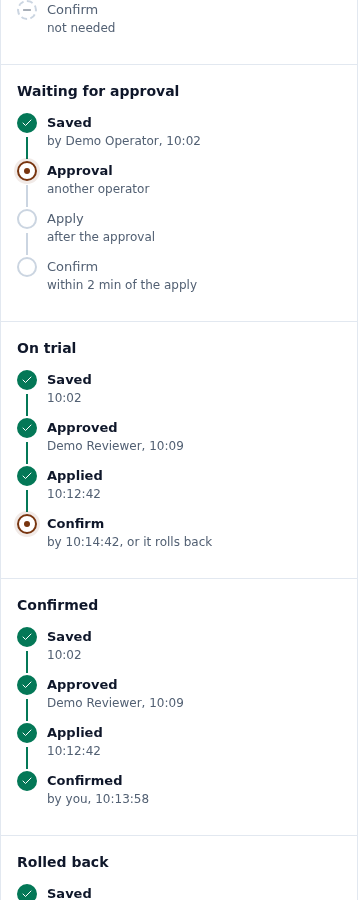 Confirm
not needed
Waiting for approval
Saved
by Demo Operator, 10:02
Approval
another operator
Apply
after the approval
Confirm
within 2 min of the apply
On trial
Saved
10:02
Approved
Demo Reviewer, 10:09
Applied
10:12:42
Confirm
by 10:14:42, or it rolls back
Confirmed
Saved
10:02
Approved
Demo Reviewer, 10:09
Applied
10:12:42
Confirmed
by you, 10:13:58
Rolled back
Saved